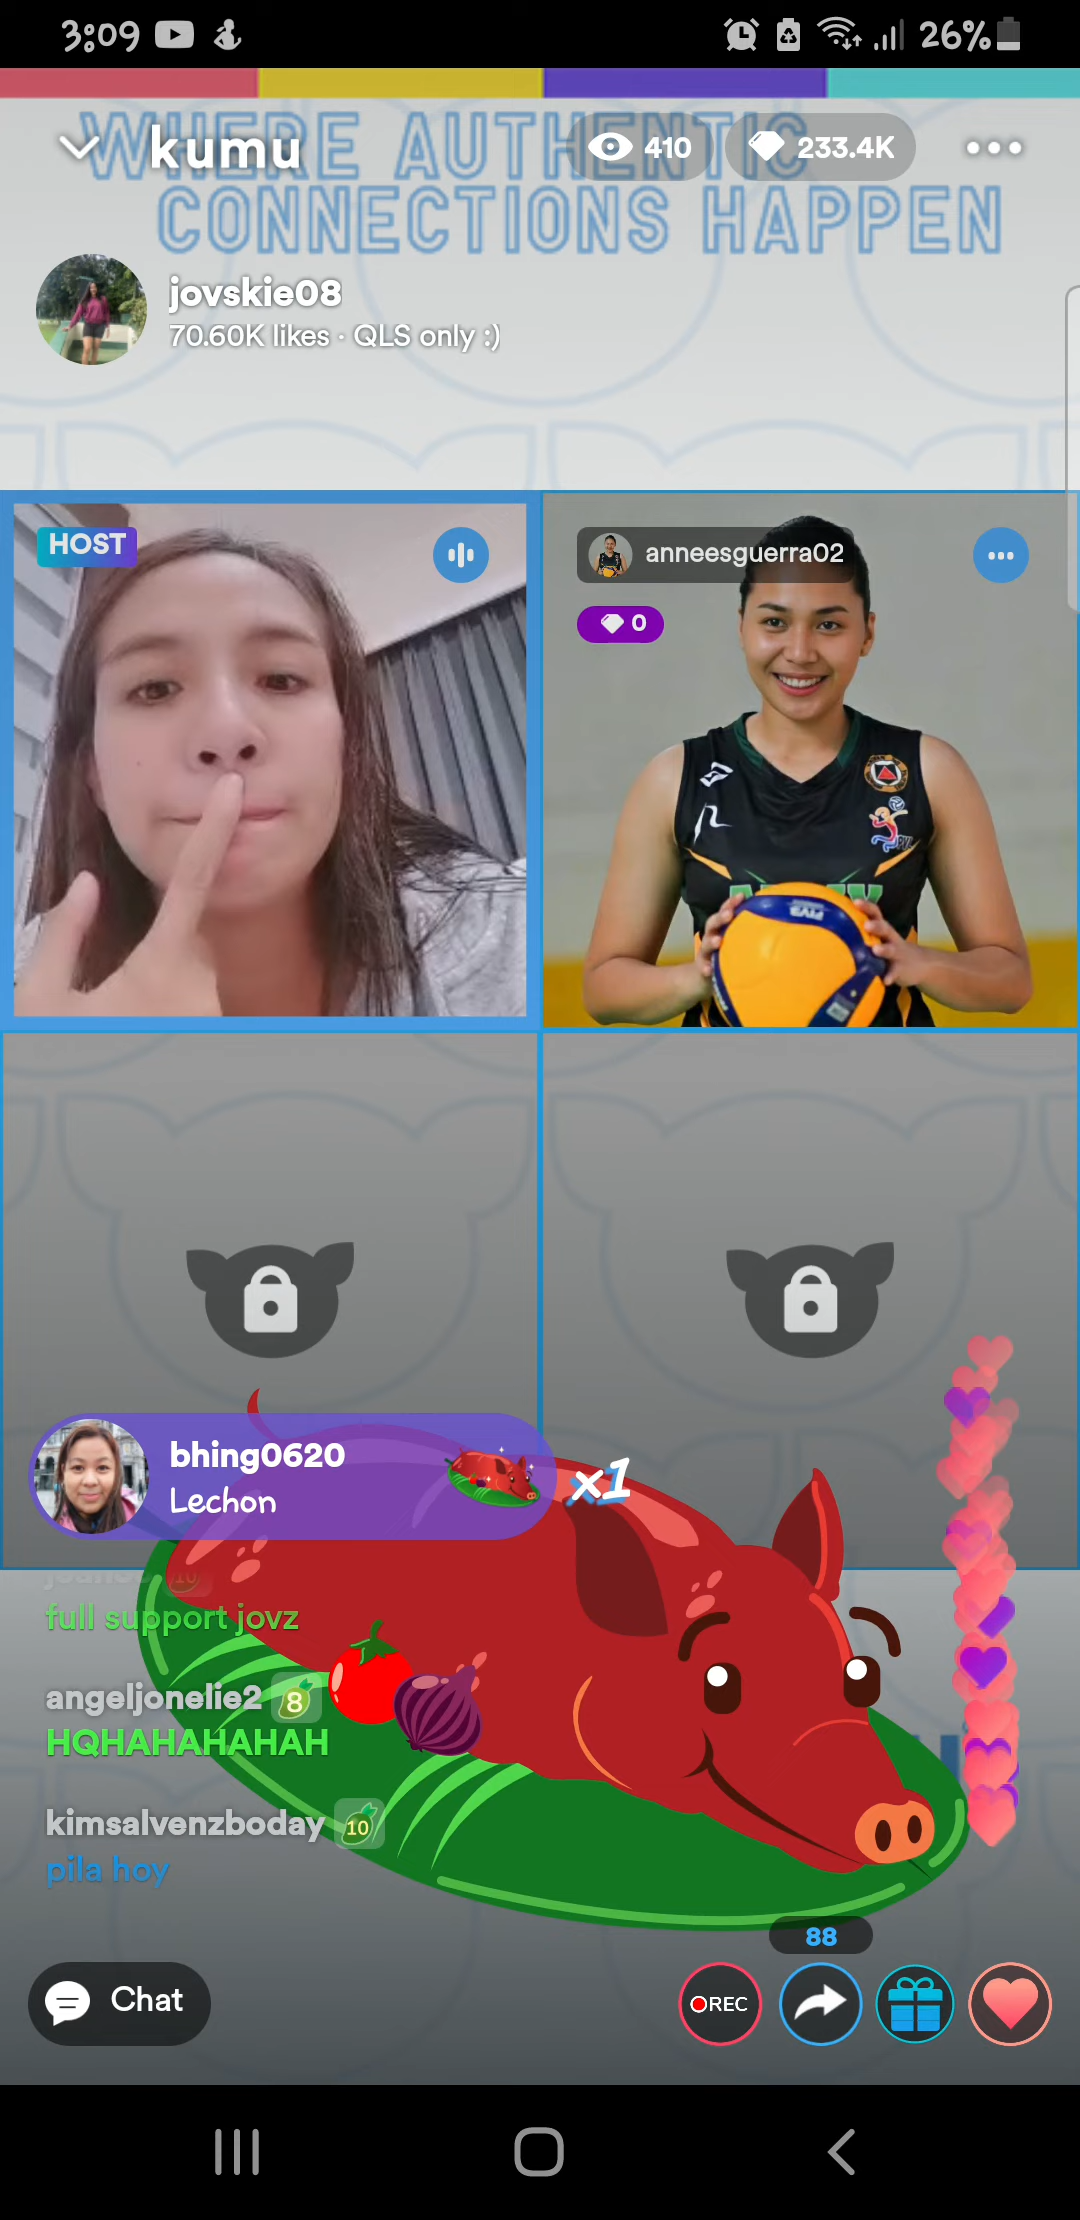 3:09
26%
WHERE AUTHENTIC
CONNECTIONS HAPPEN
kumu
410
233.4K
jovskie08
70.60K likes · QLS only :)
HOST
anneesguerra02
0
bhing0620
Lechon
x1
10
full support jovz
angeljonelie2 8
HQHAHAHAHAH
kimsalvenzboday 10
pila hoy
88
Chat
REC